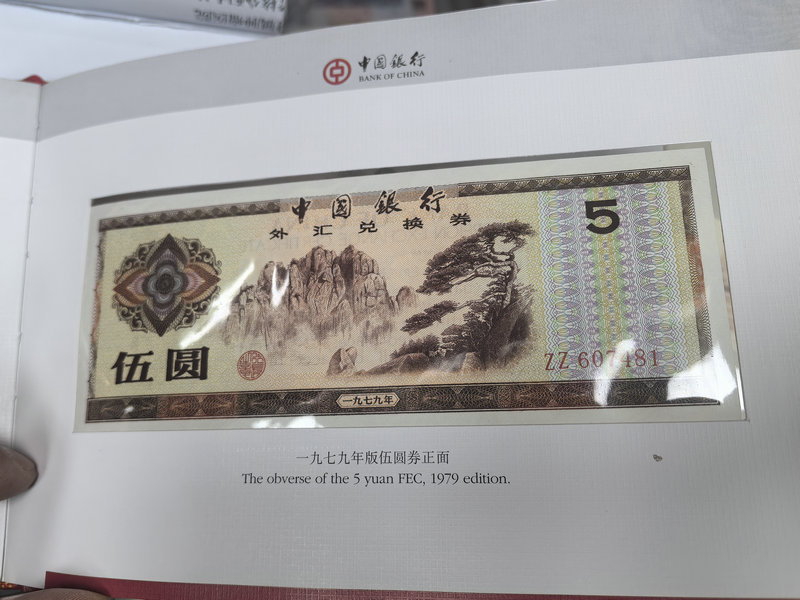 中国银行
BANK OF CHINA
中国银行
外汇兑换券
5
伍圆
ZZ 607481
一九七九年
一九七九年版伍圆券正面
The obverse of the 5 yuan FEC, 1979 edition.